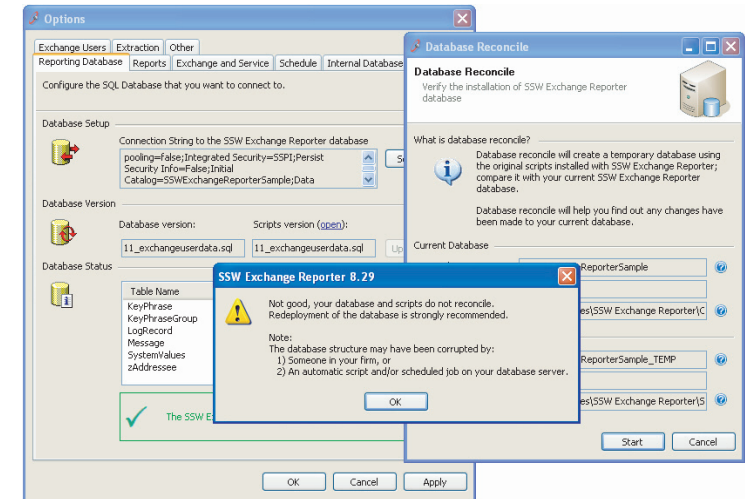 Options
Exchange Users Extraction Other
Reporting Database Reports Exchange and Service Schedule Internal Database
Configure the SQL Database that you want to connect to.
Database Setup
Connection String to the SSW Exchange Reporter database
pooling=false;Integrated Security=SSPI;Persist
Security Info=False;Initial
Catalog=SSWExchangeReporterSample;Data
Database Version
Database version: Scripts version (open):
11_exchangeuserdata.sql 11_exchangeuserdata.sql Up
Database Status
Table Name
KeyPhrase
KeyPhraseGroup
LogRecord
Message
SystemValues
zAddressee
The SSW E
OK Cancel Apply
Database Reconcile
Database Reconcile
Verify the installation of SSW Exchange Reporter
database
What is database reconcile?
Database reconcile will create a temporary database using
the original scripts installed with SSW Exchange Reporter;
compare it with your current SSW Exchange Reporter
database.
Database reconcile will help you find out any changes have
been made to your current database.
Current Database
ReporterSample
es\SSW Exchange Reporter\C
ReporterSample_TEMP
es\SSW Exchange Reporter\S
Start Cancel
SSW Exchange Reporter 8.29
Not good, your database and scripts do not reconcile.
Redeployment of the database is strongly recommended.
Note:
The database structure may have been corrupted by:
1) Someone in your firm, or
2) An automatic script and/or scheduled job on your database server.
OK